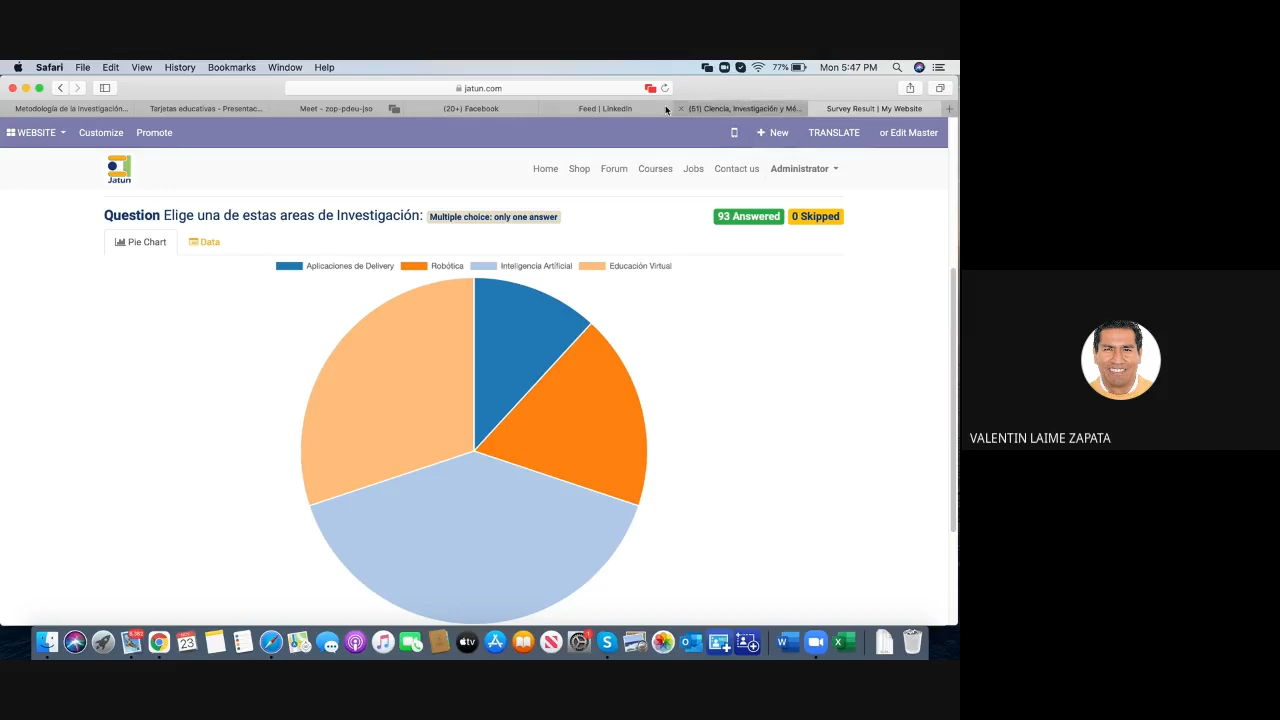 Safari File Edit View History Bookmarks Window Help 77% Mon 5:47 PM
jatun.com
Metodología de la Investigación... Tarjetas educativas - Presentac... Meet - zop-pdeu-jso (20+) Facebook Feed | LinkedIn (51) Ciencia, Investigación y Mé... Survey Result | My Website
WEBSITE Customize Promote + New TRANSLATE or Edit Master
Jatun Home Shop Forum Courses Jobs Contact us Administrator
Question Elige una de estas areas de Investigación: Multiple choice: only one answer 93 Answered 0 Skipped
Pie Chart Data
Aplicaciones de Delivery Robótica Inteligencia Artificial Educación Virtual
VALENTIN LAIME ZAPATA
23
tv